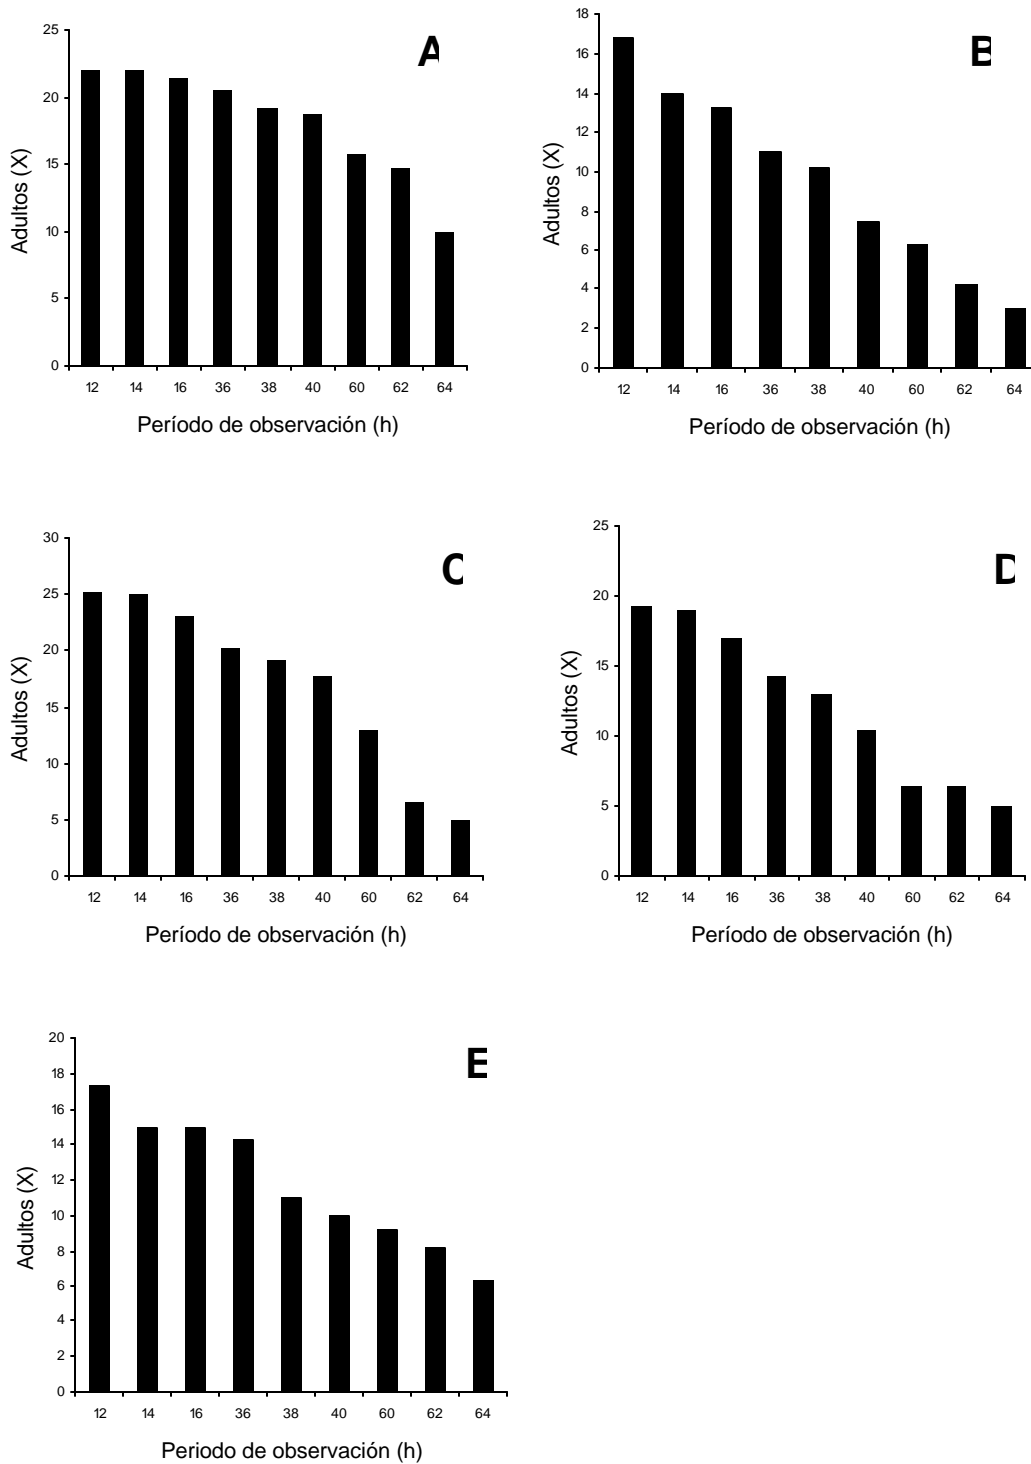 A
25
20
15
10
5
0
Adultos (X)
12 14 16 36 38 40 60 62 64
Período de observación (h)
B
18
16
14
12
10
8
6
4
2
0
Adultos (X)
12 14 16 36 38 40 60 62 64
Período de observación (h)
C
30
25
20
15
10
5
0
Adultos (X)
12 14 16 36 38 40 60 62 64
Período de observación (h)
D
25
20
15
10
5
0
Adultos (X)
12 14 16 36 38 40 60 62 64
Período de observación (h)
E
20
18
16
14
12
10
8
6
4
2
0
Adultos (X)
12 14 16 36 38 40 60 62 64
Periodo de observación (h)